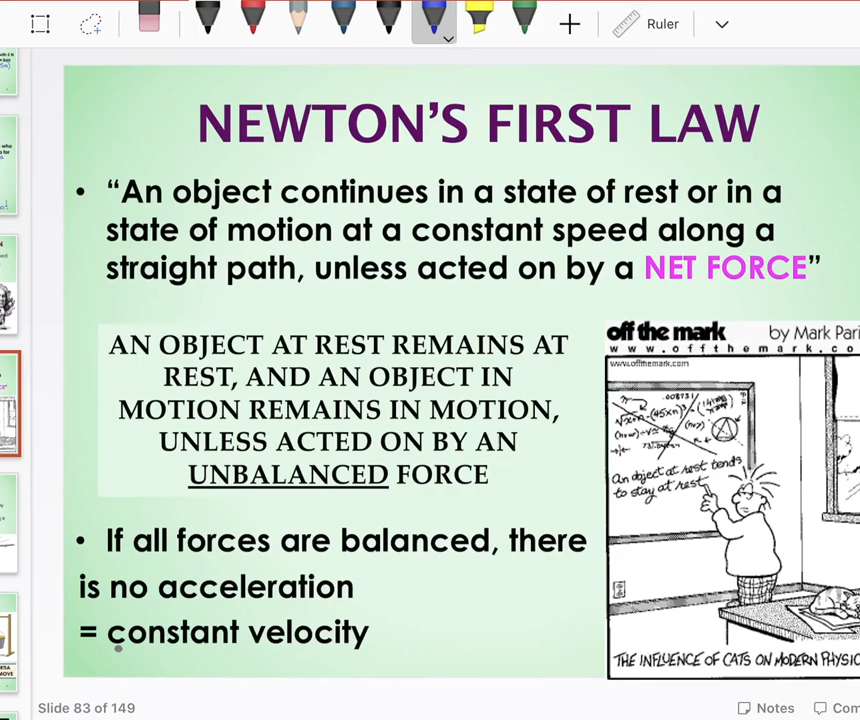 Ruler
NEWTON'S FIRST LAW
• “An object continues in a state of rest or in a
state of motion at a constant speed along a
straight path, unless acted on by a NET FORCE”
AN OBJECT AT REST REMAINS AT
REST, AND AN OBJECT IN
MOTION REMAINS IN MOTION,
UNLESS ACTED ON BY AN
UNBALANCED FORCE
• If all forces are balanced, there
is no acceleration
= constant velocity
off the mark by Mark Pari
www.offthemark.co
www.offthemark.com
An object at rest tends
to stay at rest
THE INFLUENCE OF CATS ON MODERN PHYSIC
Slide 83 of 149
Notes
Com